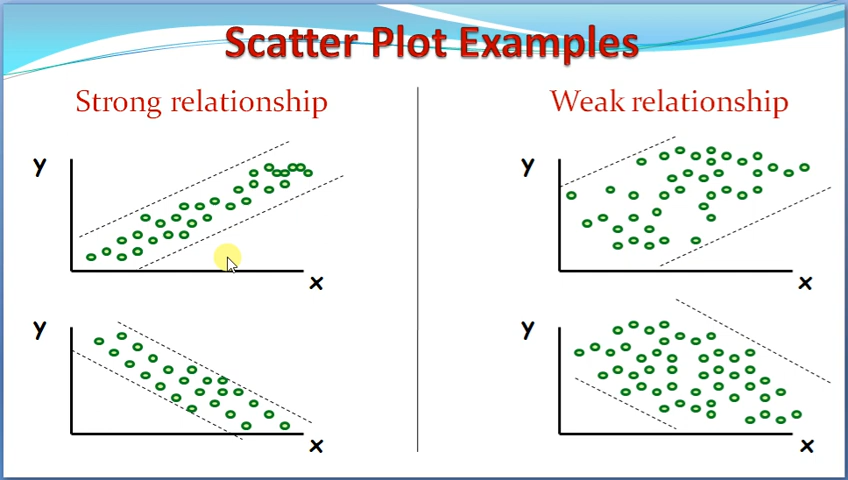 Scatter Plot Examples
Strong relationship
Weak relationship
Y
X
Y
X
Y
X
Y
X